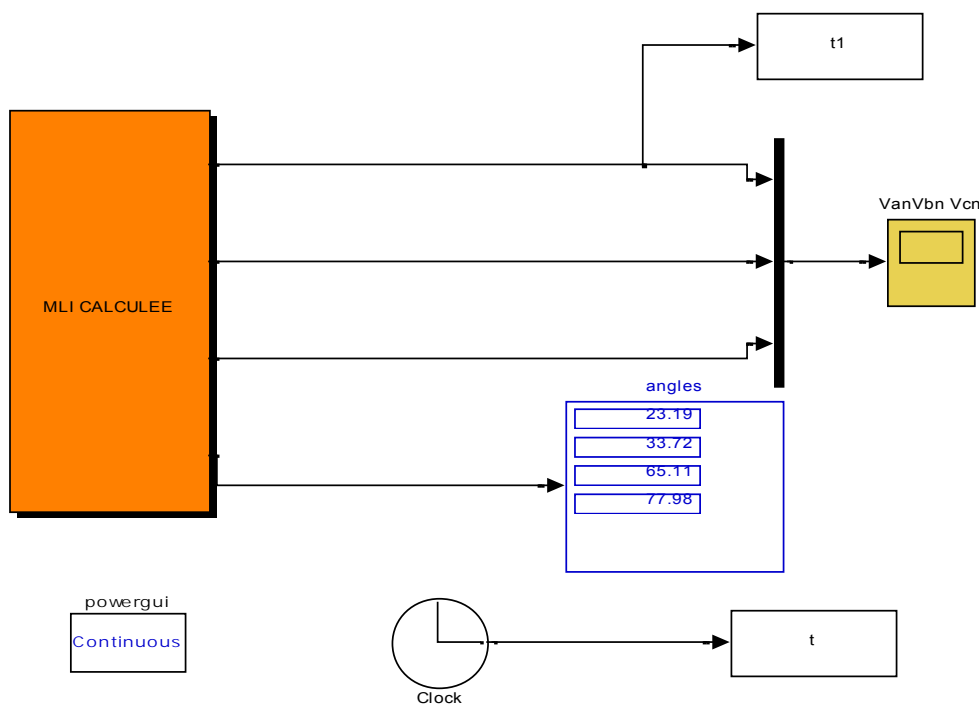 t1
VanVbn Vcn
MLI CALCULEE
angles
23.19
33.72
65.11
77.98
powergui
Continuous
Clock
t